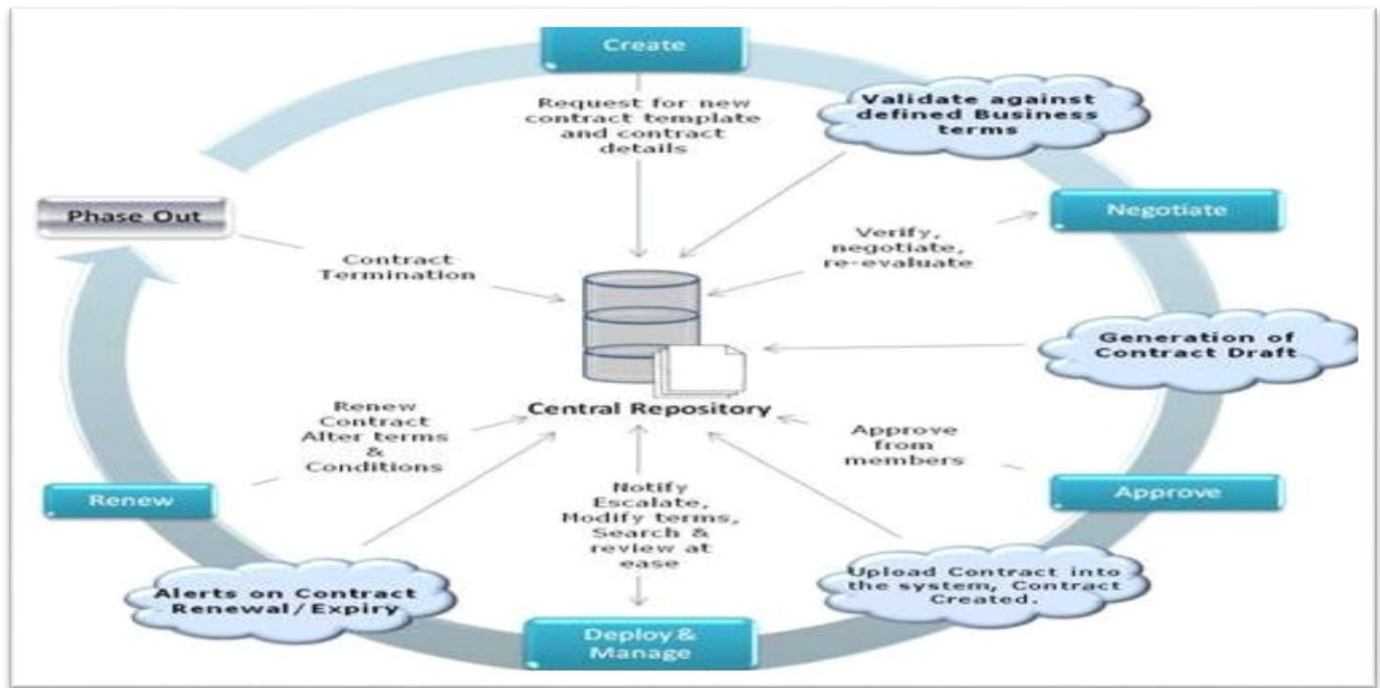 Create
Request for new
contract template
and contract
details
Validate against
defined Business
terms
Negotiate
Verify,
negotiate,
re-evaluate
Phase Out
Contract
Termination
Generation of
Contract Draft
Central Repository
Approve
from
members
Approve
Renew
Contract
Alter terms
&
Conditions
Renew
Notify
Escalate,
Modify terms,
Search &
review at
ease
Upload Contract into
the system, Contract
Created.
Alerts on Contract
Renewal/Expiry
Deploy &
Manage